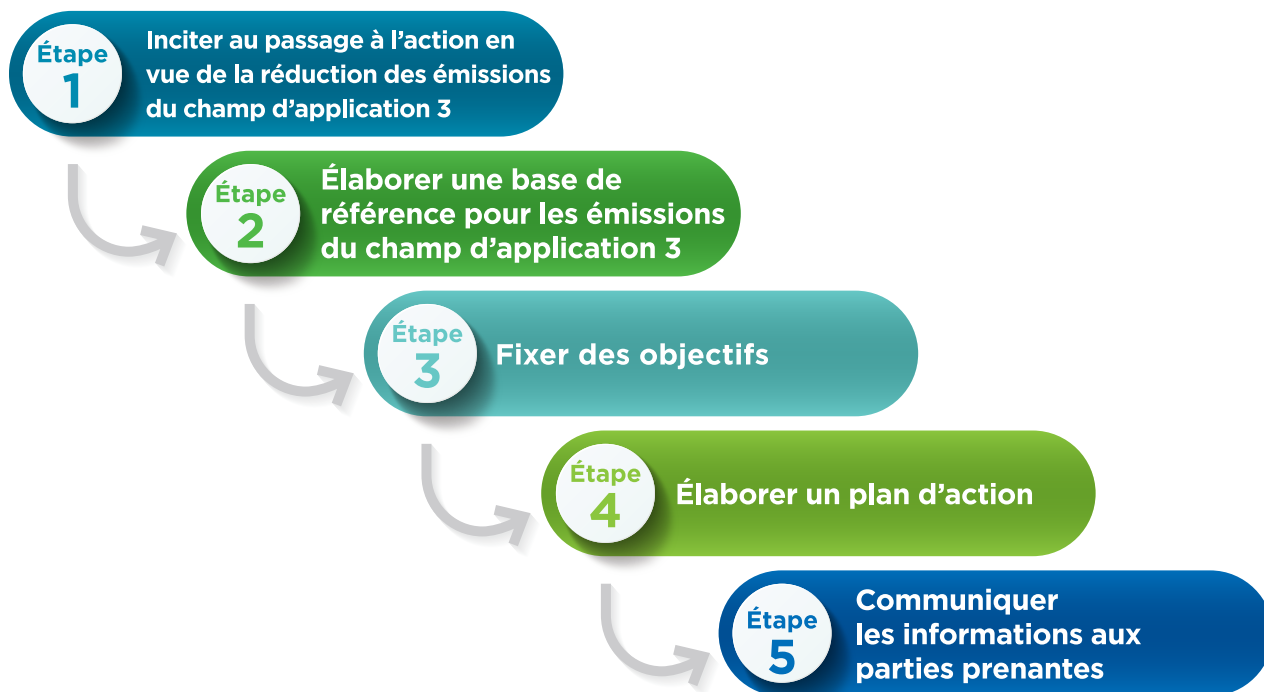 Étape
1
Inciter au passage à l’action en
vue de la réduction des émissions
du champ d’application 3
Étape
2
Élaborer une base de
référence pour les émissions
du champ d’application 3
Étape
3
Fixer des objectifs
Étape
4
Élaborer un plan d’action
Étape
5
Communiquer
les informations aux
parties prenantes